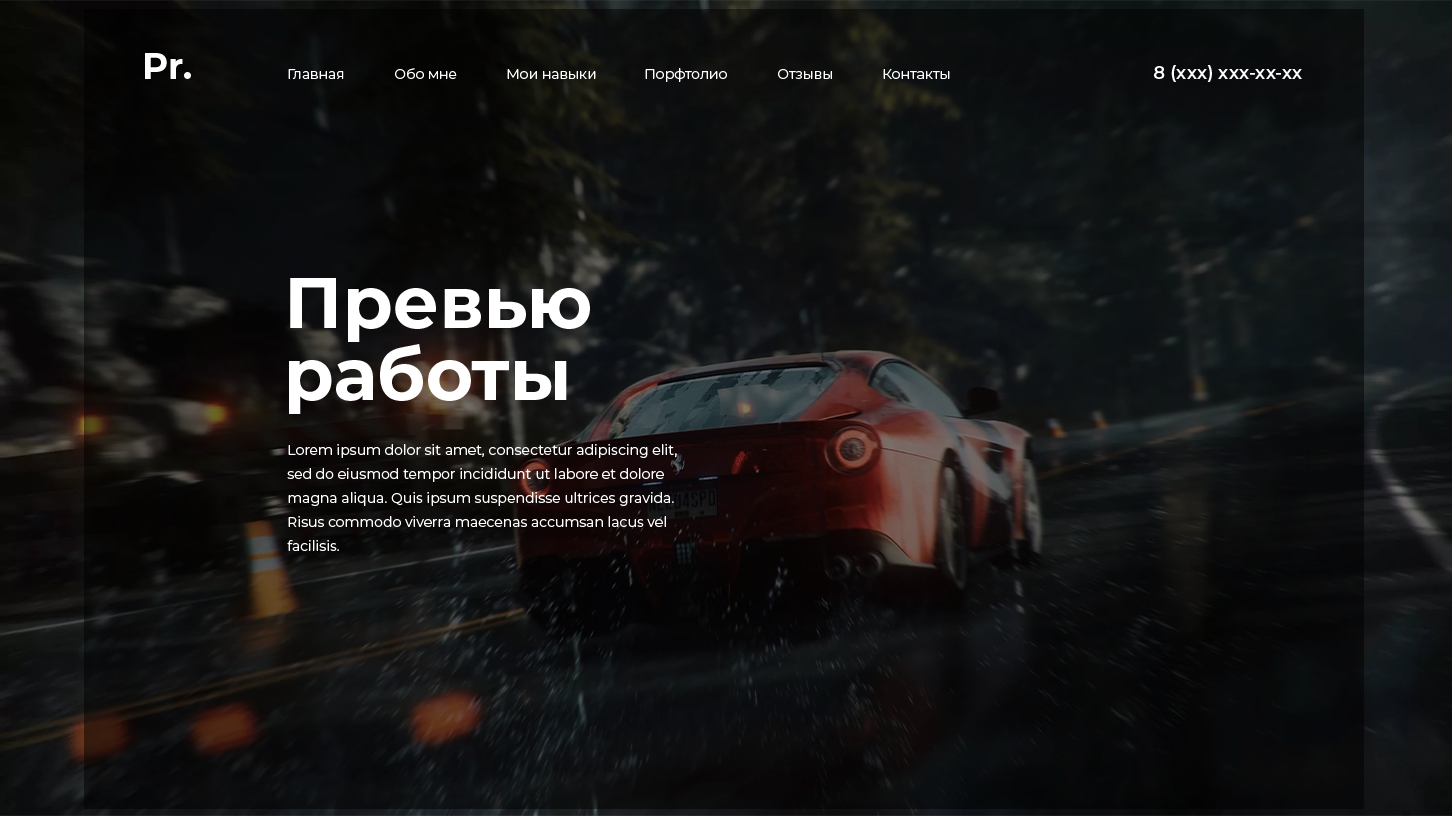 Pr.
Главная Обо мне Мои навыки Порфтолио Отзывы Контакты 8 (xxx) xxx-xx-xx
Превью
работы
Lorem ipsum dolor sit amet, consectetur adipiscing elit,
sed do eiusmod tempor incididunt ut labore et dolore
magna aliqua. Quis ipsum suspendisse ultrices gravida.
Risus commodo viverra maecenas accumsan lacus vel
facilisis.